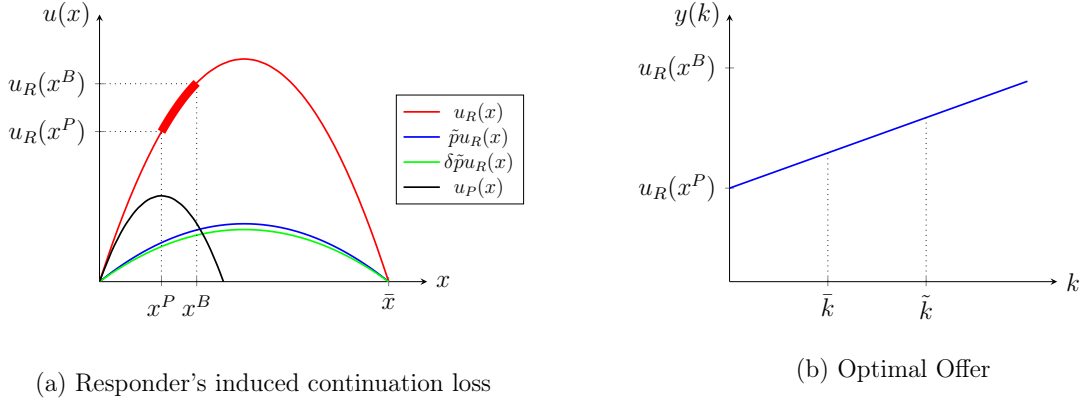 u(x)
u_R(x^B)
u_R(x^P)
x^P
x^B
x̄
x
u_R(x)
p̃u_R(x)
δp̃u_R(x)
u_P(x)
(a) Responder's induced continuation loss
y(k)
u_R(x^B)
u_R(x^P)
k̄
k̃
k
(b) Optimal Offer